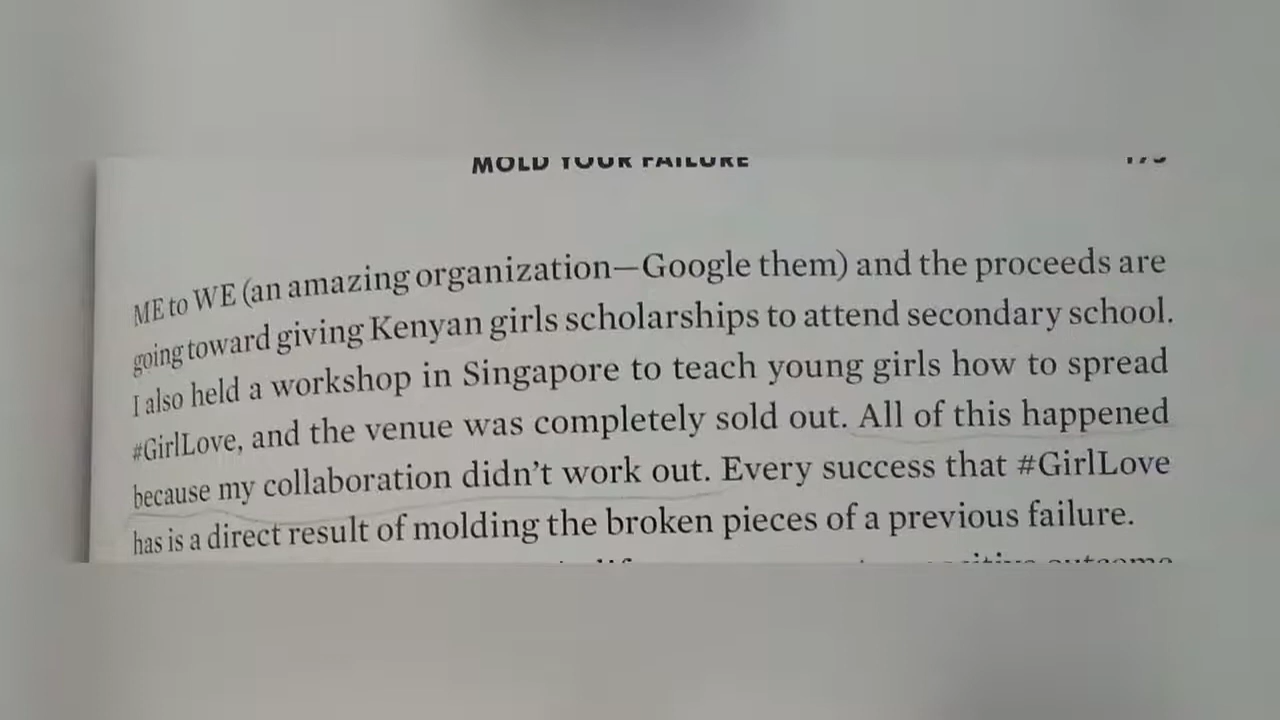 MOLD YOUR FAILURE
ME to WE (an amazing organization—Google them) and the proceeds are
going toward giving Kenyan girls scholarships to attend secondary school.
I also held a workshop in Singapore to teach young girls how to spread
#GirlLove, and the venue was completely sold out. All of this happened
because my collaboration didn't work out. Every success that #GirlLove
has is a direct result of molding the broken pieces of a previous failure.